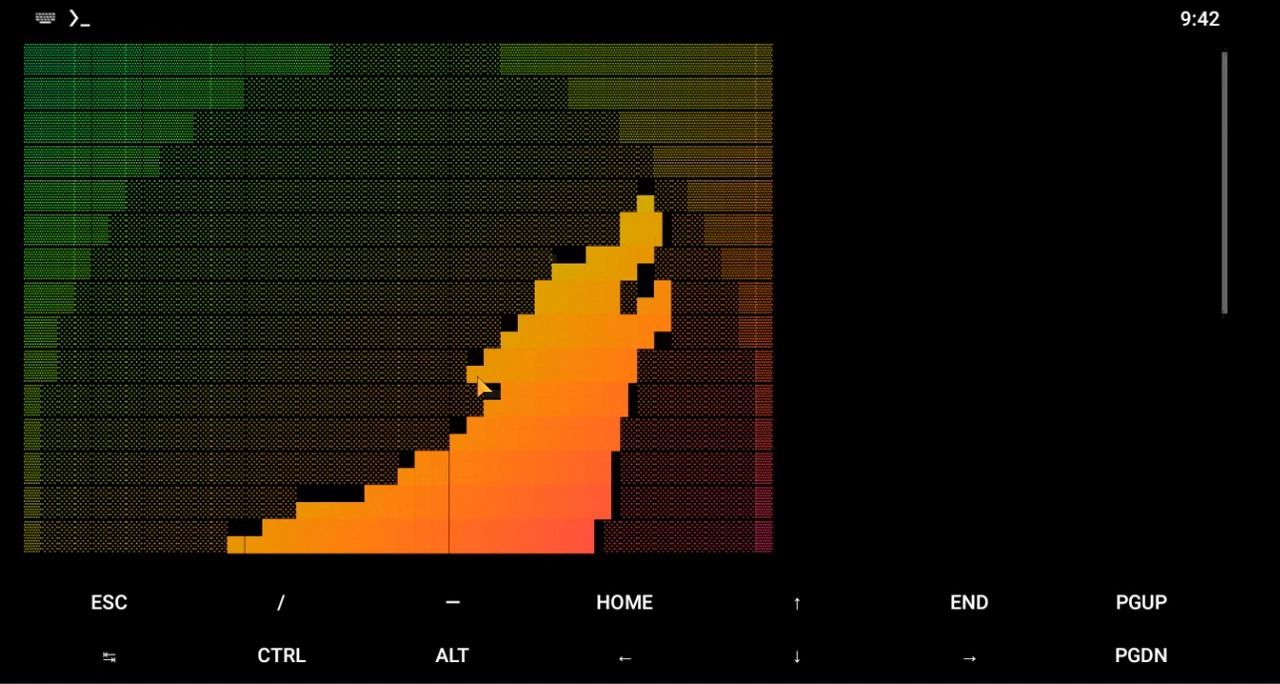 9:42
ESC / — HOME ↑ END PGUP
↹ CTRL ALT ← ↓ → PGDN